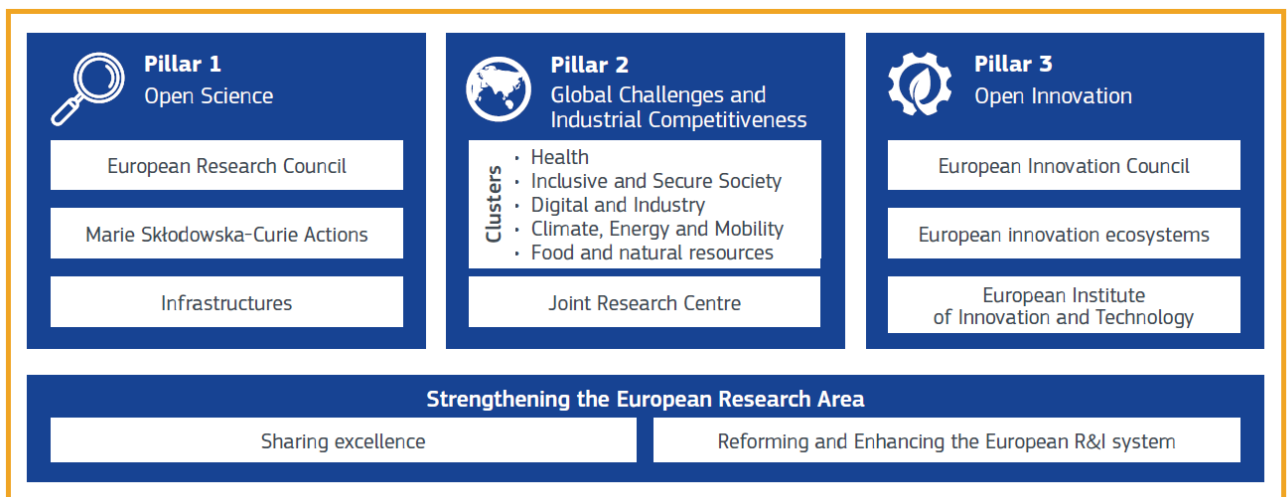 Pillar 1
Open Science
European Research Council
Marie Skłodowska-Curie Actions
Infrastructures
Pillar 2
Global Challenges and
Industrial Competitiveness
Clusters
· Health
· Inclusive and Secure Society
· Digital and Industry
· Climate, Energy and Mobility
· Food and natural resources
Joint Research Centre
Pillar 3
Open Innovation
European Innovation Council
European innovation ecosystems
European Institute
of Innovation and Technology
Strengthening the European Research Area
Sharing excellence
Reforming and Enhancing the European R&I system